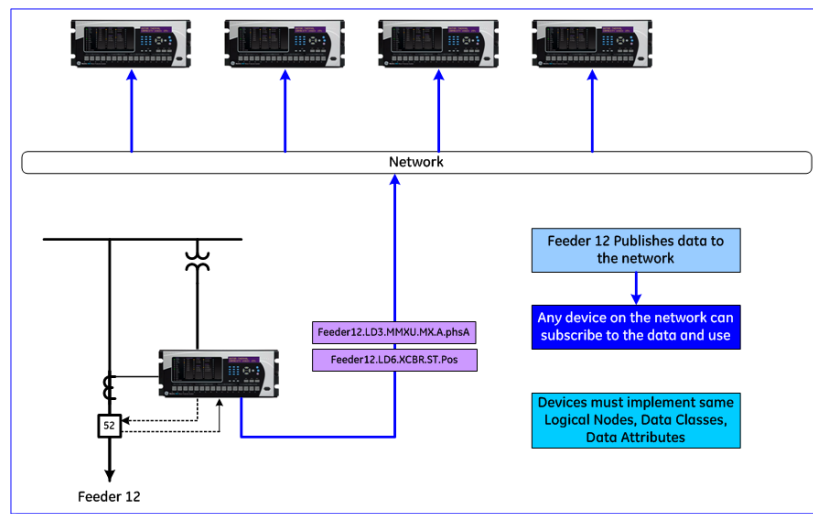 Network
Feeder 12 Publishes data to
the network
Feeder12.LD3.MMXU.MX.A.phsA
Any device on the network can
subscribe to the data and use
Feeder12.LD6.XCBR.ST.Pos
Devices must implement same
Logical Nodes, Data Classes,
Data Attributes
52
Feeder 12